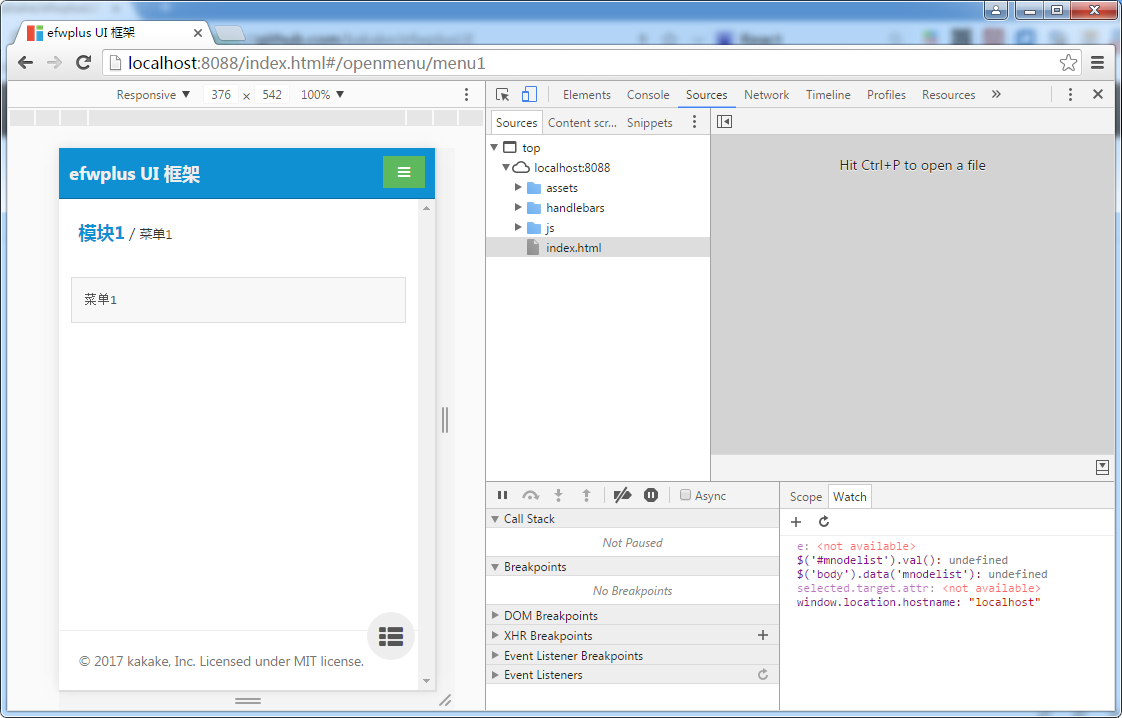 efwplus UI 框架
localhost:8088/index.html#/openmenu/menu1
Responsive 376 x 542 100%
Elements Console Sources Network Timeline Profiles Resources
Sources Content scr... Snippets
efwplus UI 框架
模块1 / 菜单1
菜单1
© 2017 kakake, Inc. Licensed under MIT license.
top
localhost:8088
assets
handlebars
js
index.html
Hit Ctrl+P to open a file
Async
Call Stack
Not Paused
Breakpoints
No Breakpoints
DOM Breakpoints
XHR Breakpoints
Event Listener Breakpoints
Event Listeners
Scope Watch
e: <not available>
$('#mnodelist').val(): undefined
$('body').data('mnodelist'): undefined
selected.target.attr: <not available>
window.location.hostname: "localhost"